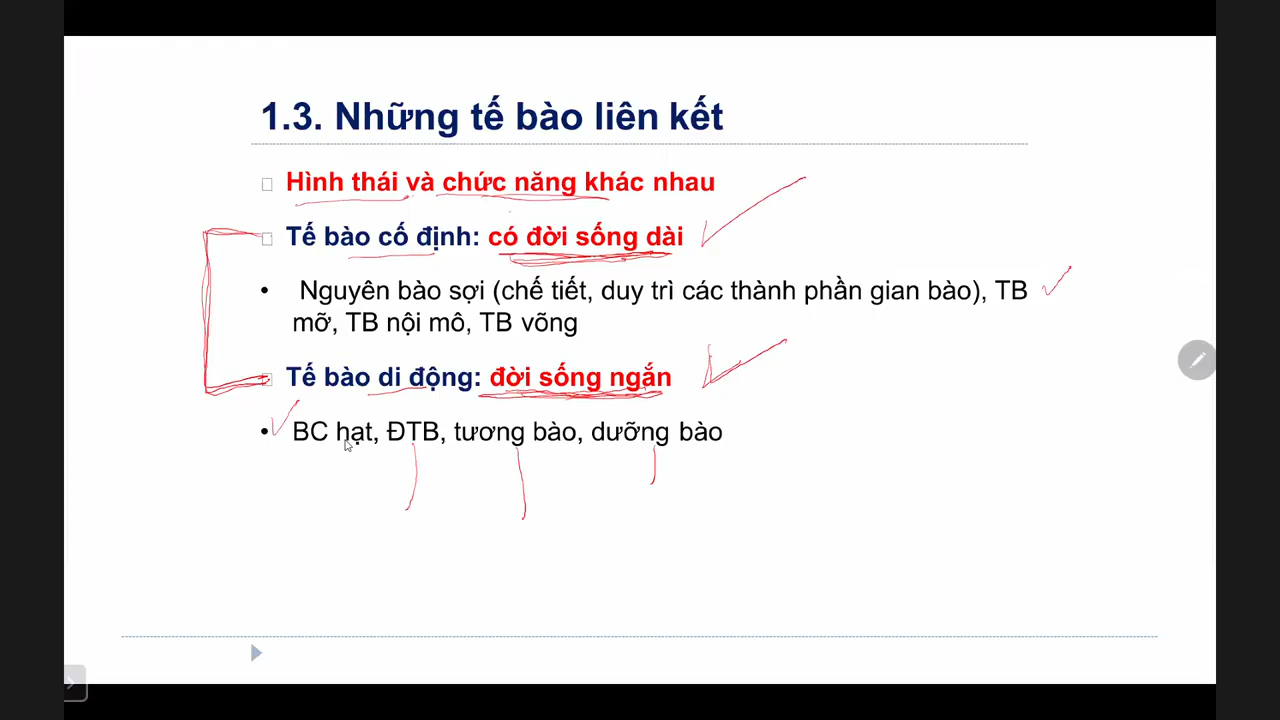 1.3. Những tế bào liên kết
Hình thái và chức năng khác nhau
Tế bào cố định: có đời sống dài
• Nguyên bào sợi (chế tiết, duy trì các thành phần gian bào), TB
mỡ, TB nội mô, TB võng
Tế bào di động: đời sống ngắn
• BC hạt, ĐTB, tương bào, dưỡng bào